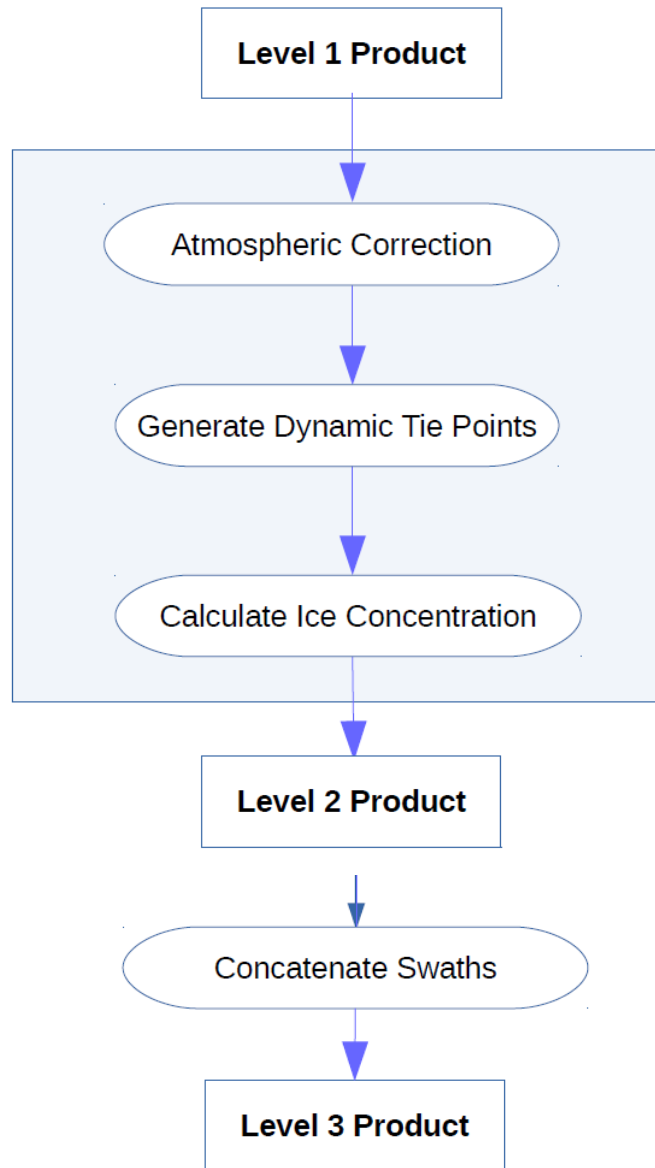 Level 1 Product
Atmospheric Correction
Generate Dynamic Tie Points
Calculate Ice Concentration
Level 2 Product
Concatenate Swaths
Level 3 Product